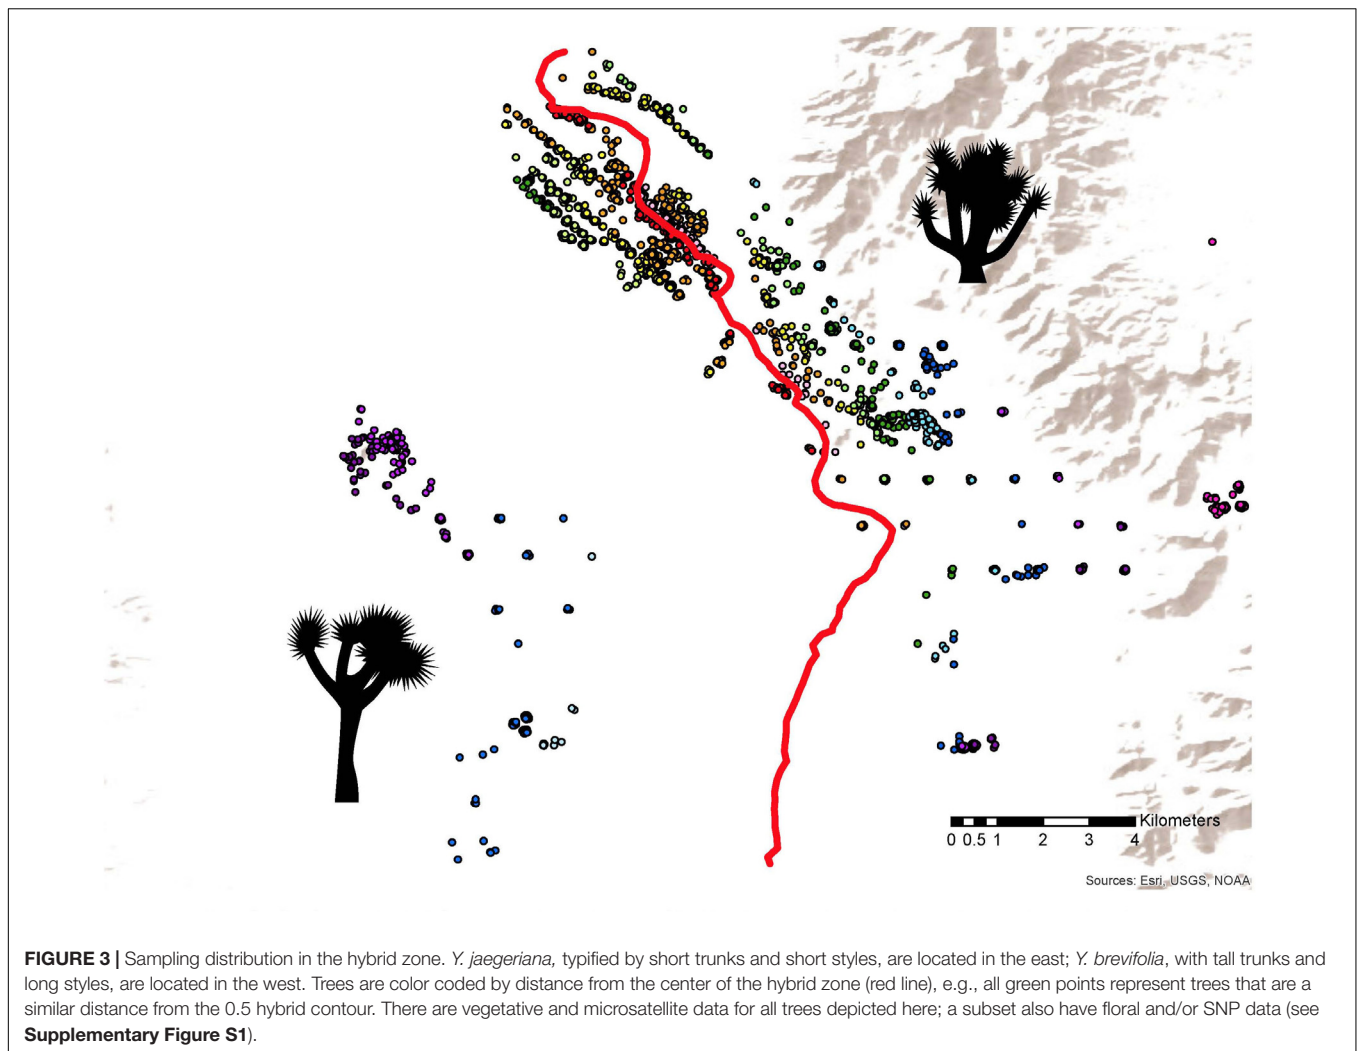 Kilometers
0 0.5 1 2 3 4
Sources: Esri, USGS, NOAA
FIGURE 3 | Sampling distribution in the hybrid zone. Y. jaegeriana, typified by short trunks and short styles, are located in the east; Y. brevifolia, with tall trunks and
long styles, are located in the west. Trees are color coded by distance from the center of the hybrid zone (red line), e.g., all green points represent trees that are a
similar distance from the 0.5 hybrid contour. There are vegetative and microsatellite data for all trees depicted here; a subset also have floral and/or SNP data (see
Supplementary Figure S1).